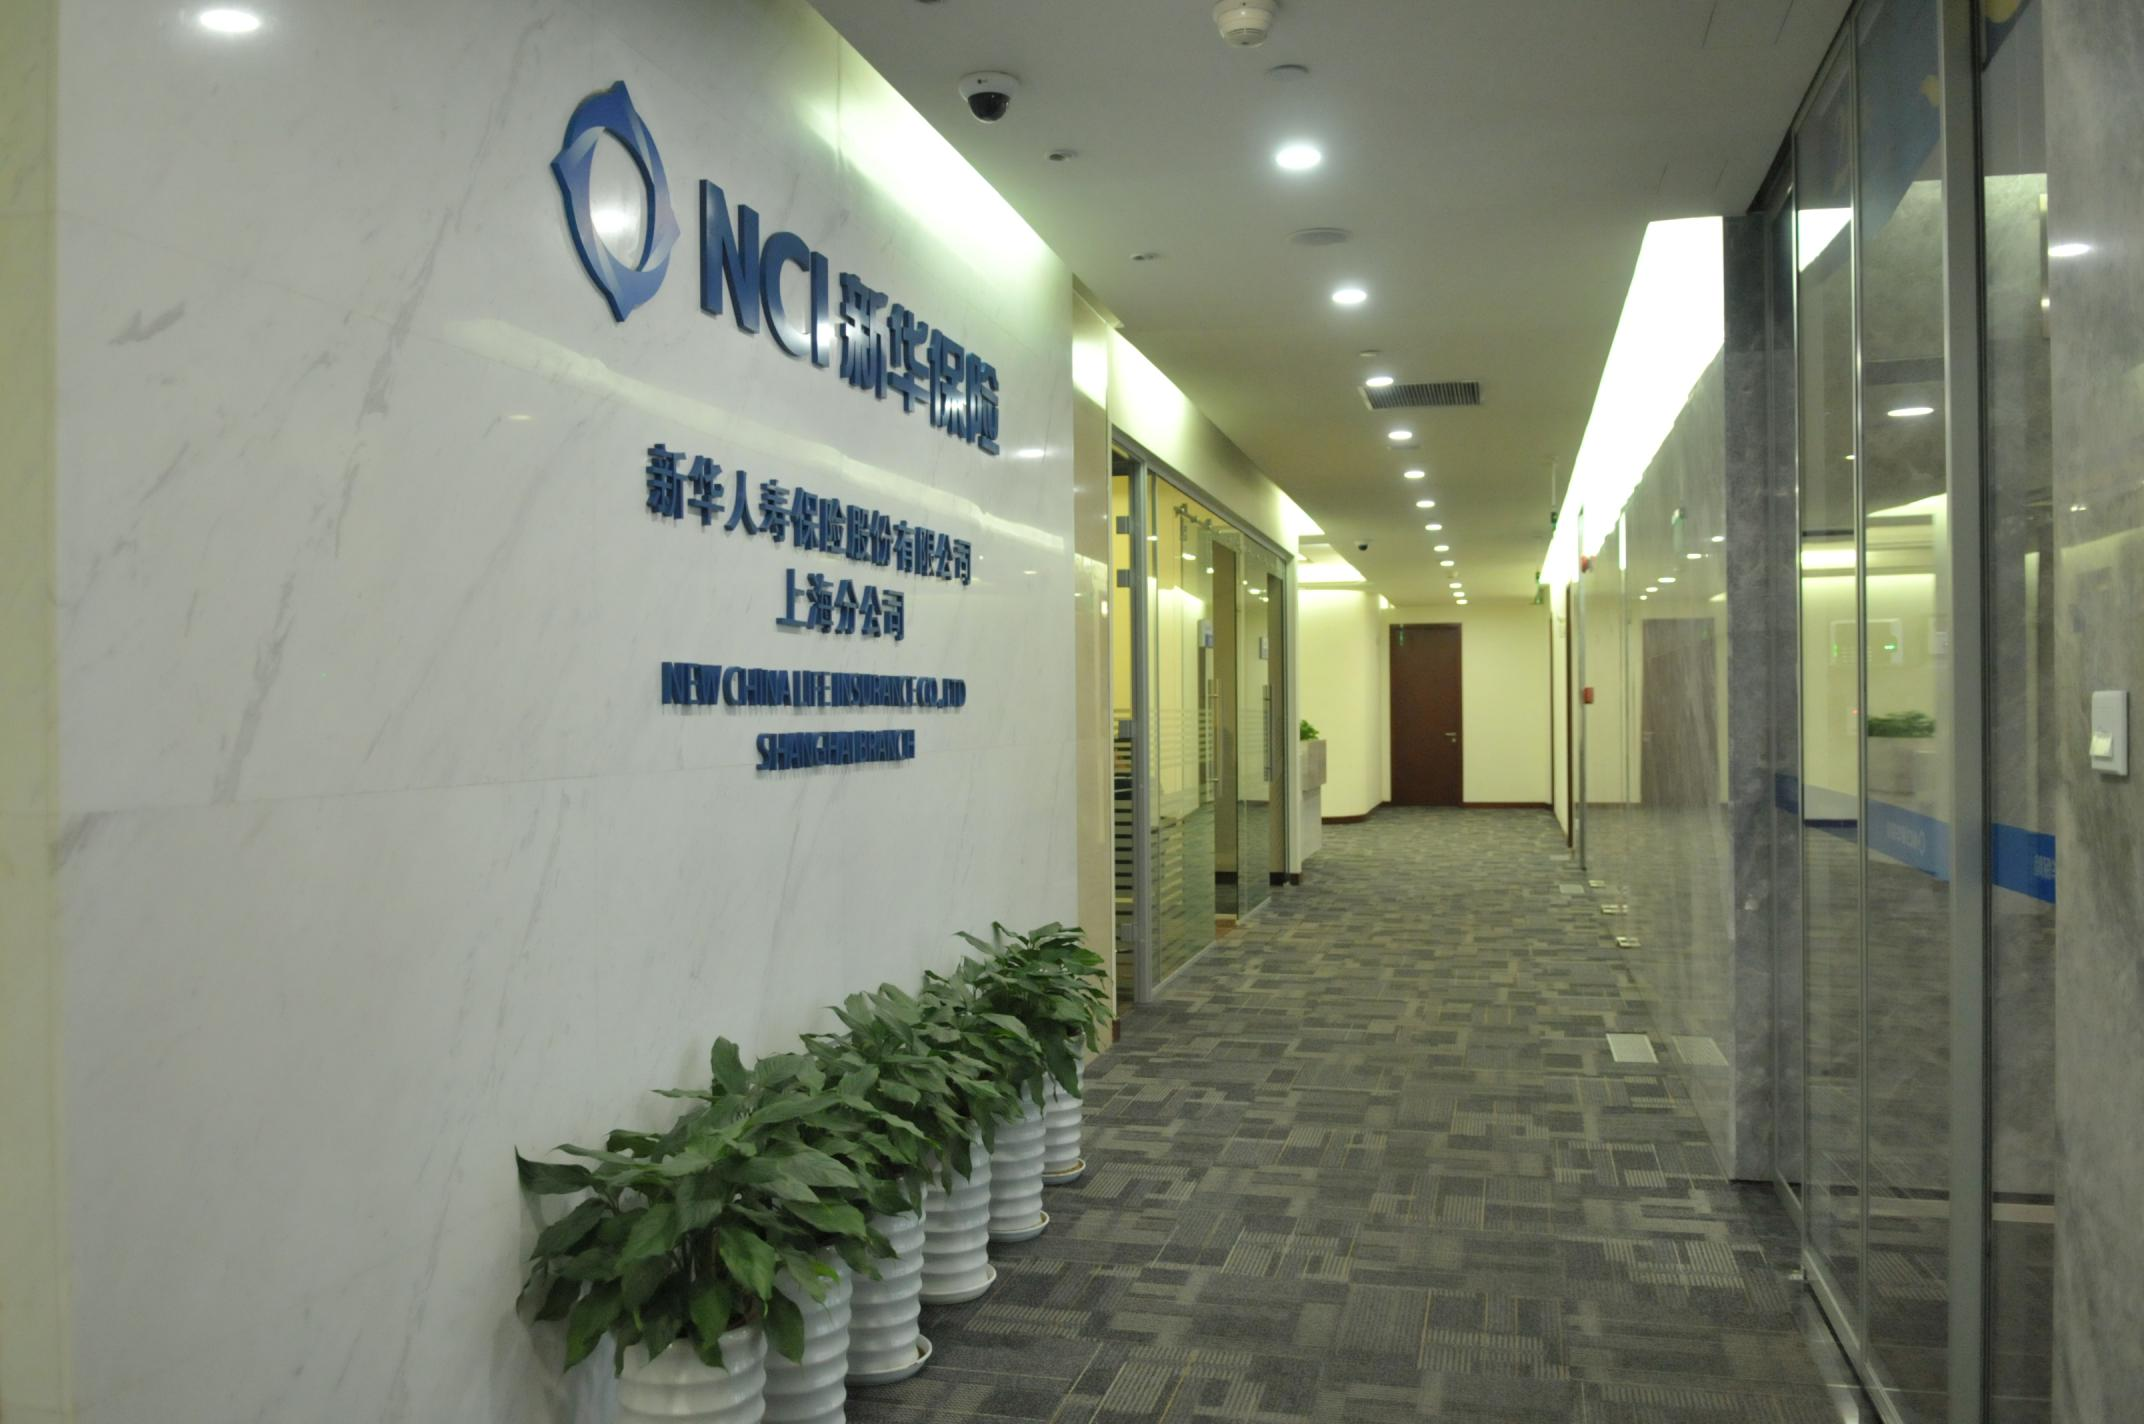 NCI 新华保险
新华人寿保险股份有限公司
上海分公司
NEW CHINA LIFE INSURANCE CO.,LTD
SHANGHAI BRANCH